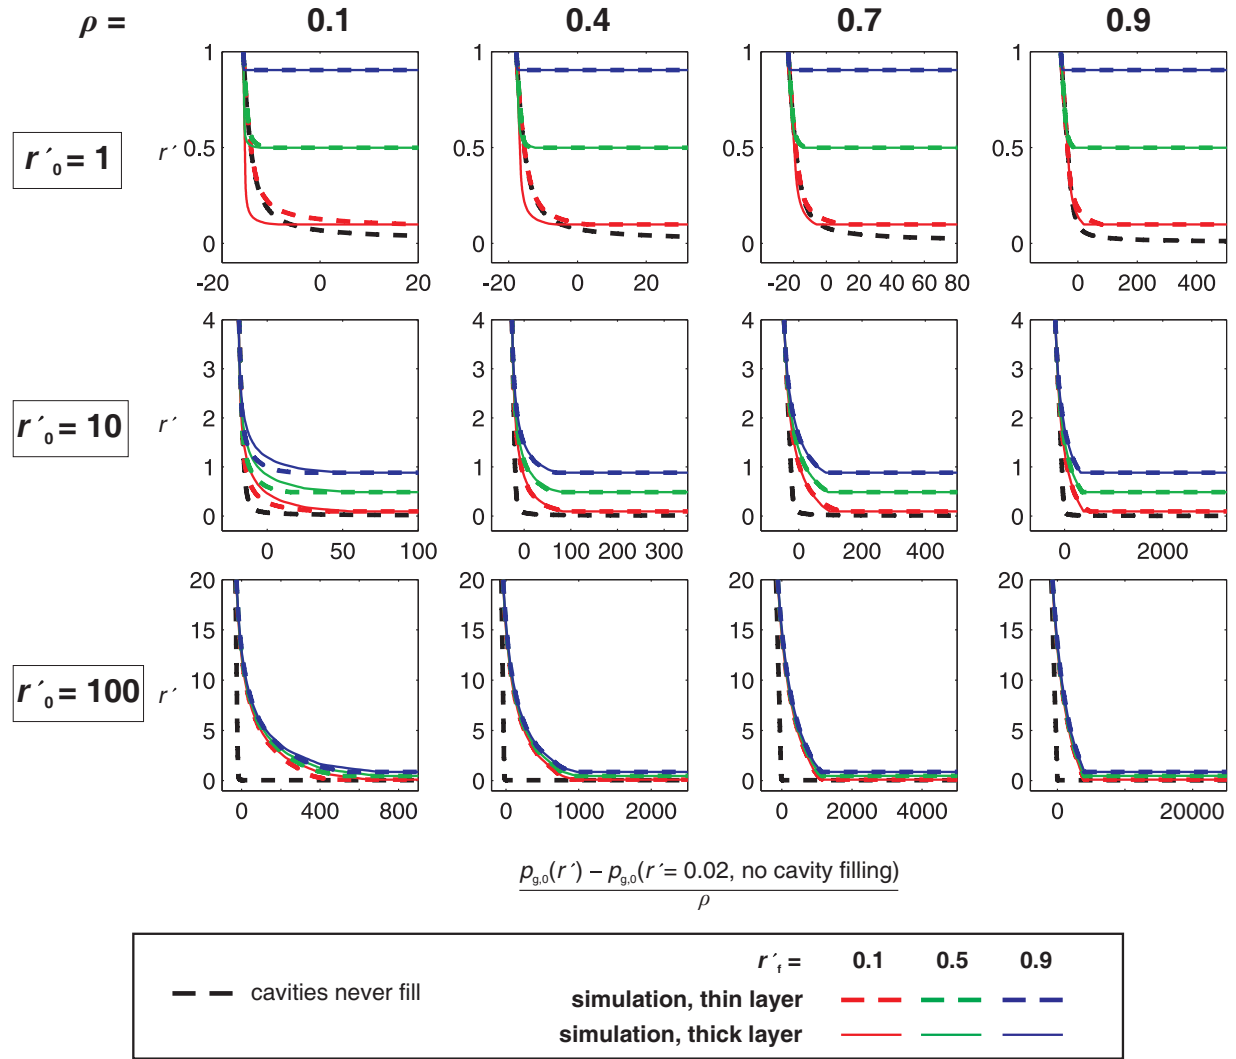 ρ = 0.1 0.4 0.7 0.9
r′₀ = 1
r′
1
0.5
0
-20 0 20
1
0.5
0
-20 0 20
1
0.5
0
-20 0 20 40 60 80
1
0.5
0
0 200 400
r′₀ = 10
r′
4
3
2
1
0
0 50 100
4
3
2
1
0
0 100 200 300
4
3
2
1
0
0 200 400
4
3
2
1
0
0 2000
r′₀ = 100
r′
20
15
10
5
0
0 400 800
20
15
10
5
0
0 1000 2000
20
15
10
5
0
0 2000 4000
20
15
10
5
0
0 20000
p_g,0(r′) – p_g,0(r′= 0.02, no cavity filling)
ρ
r′_f = 0.1 0.5 0.9
cavities never fill
simulation, thin layer
simulation, thick layer